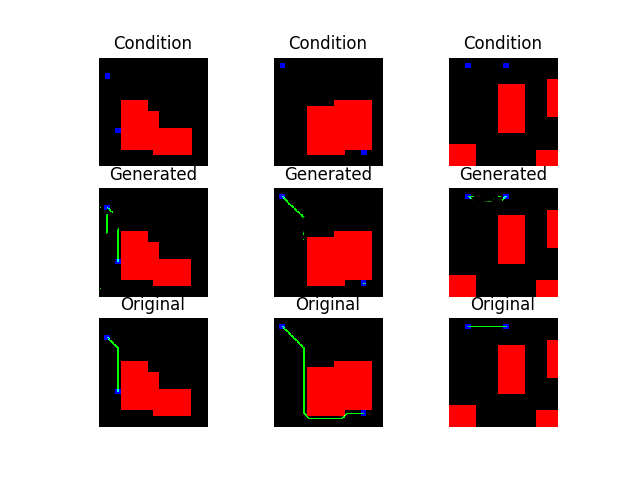 Condition Condition Condition
Generated Generated Generated
Original Original Original